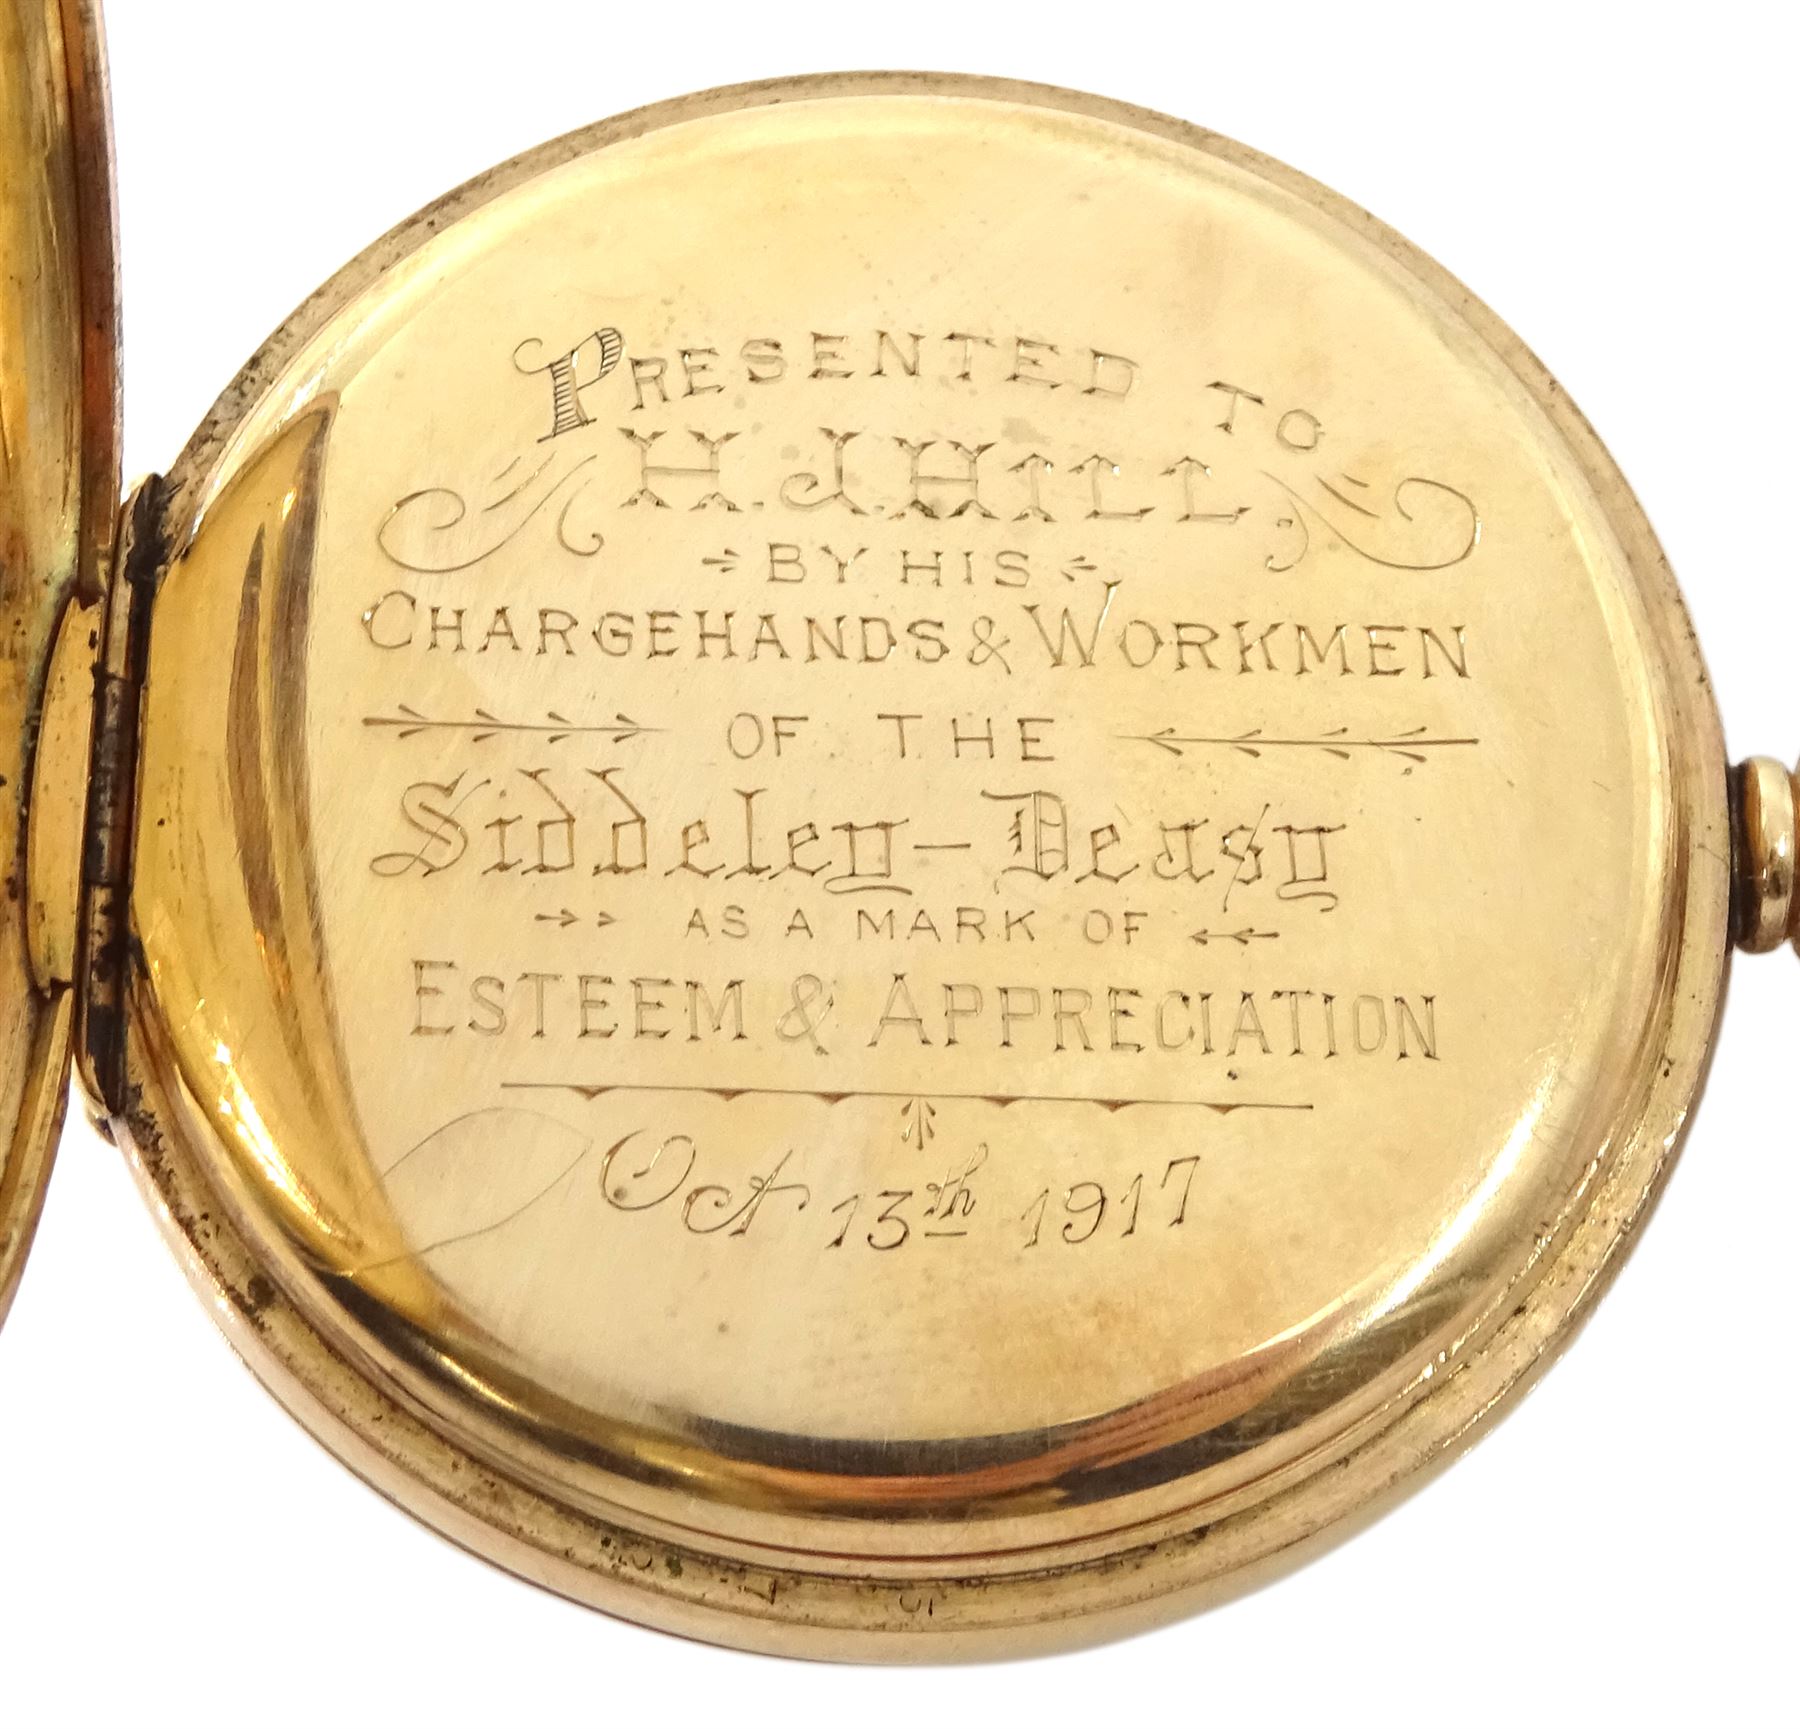 PRESENTED TO
H. J. HILL.
BY HIS
CHARGEHANDS & WORKMEN
OF THE
Siddeley-Deasy
AS A MARK OF
ESTEEM & APPRECIATION
Oct 13th 1917